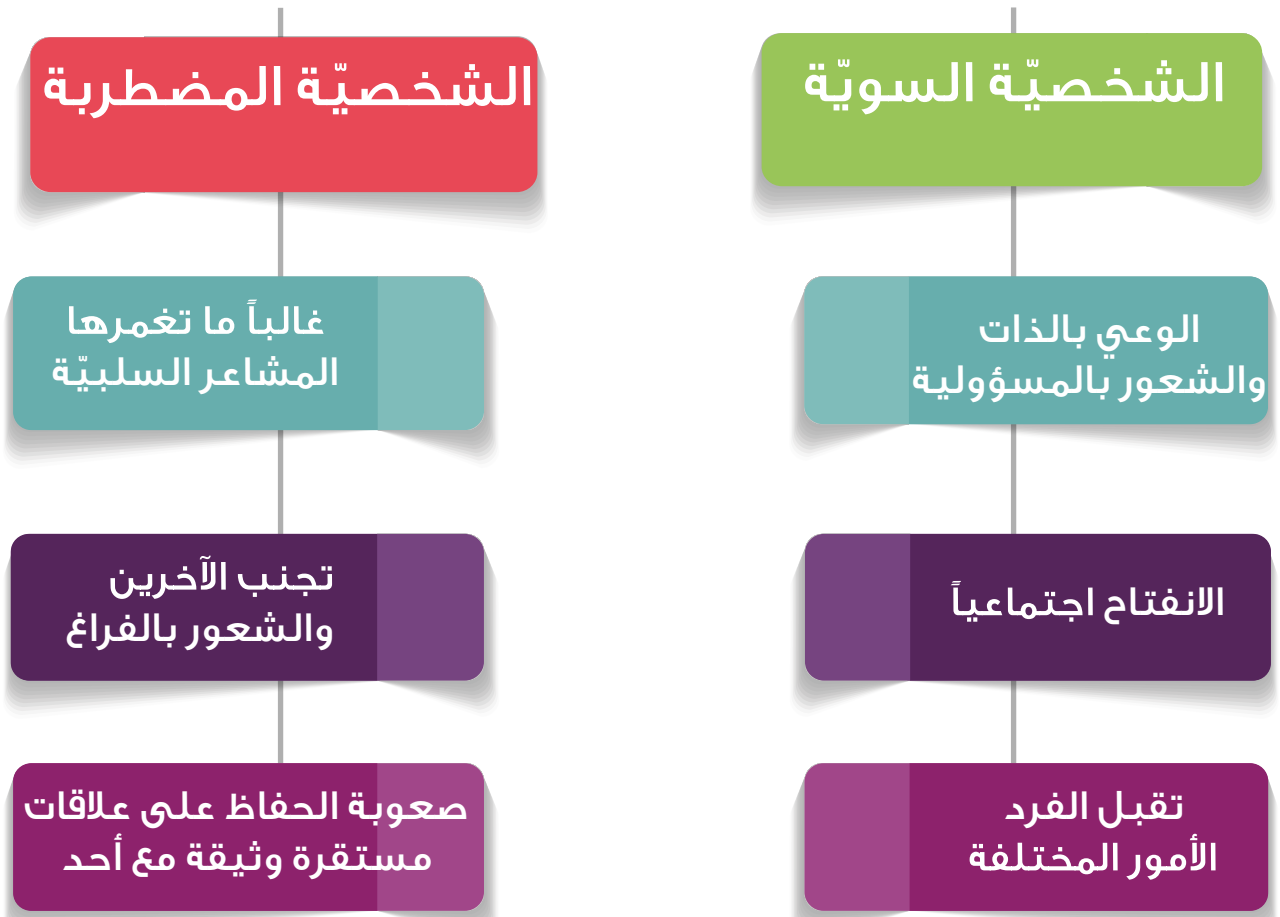 الشخصيّة السويّة
الوعي بالذات
والشعور بالمسؤولية
الانفتاح اجتماعياً
تقبل الفرد
الأمور المختلفة
الشخصيّة المضطربة
غالباً ما تغمرها
المشاعر السلبيّة
تجنب الآخرين
والشعور بالفراغ
صعوبة الحفاظ على علاقات
مستقرة وثيقة مع أحد